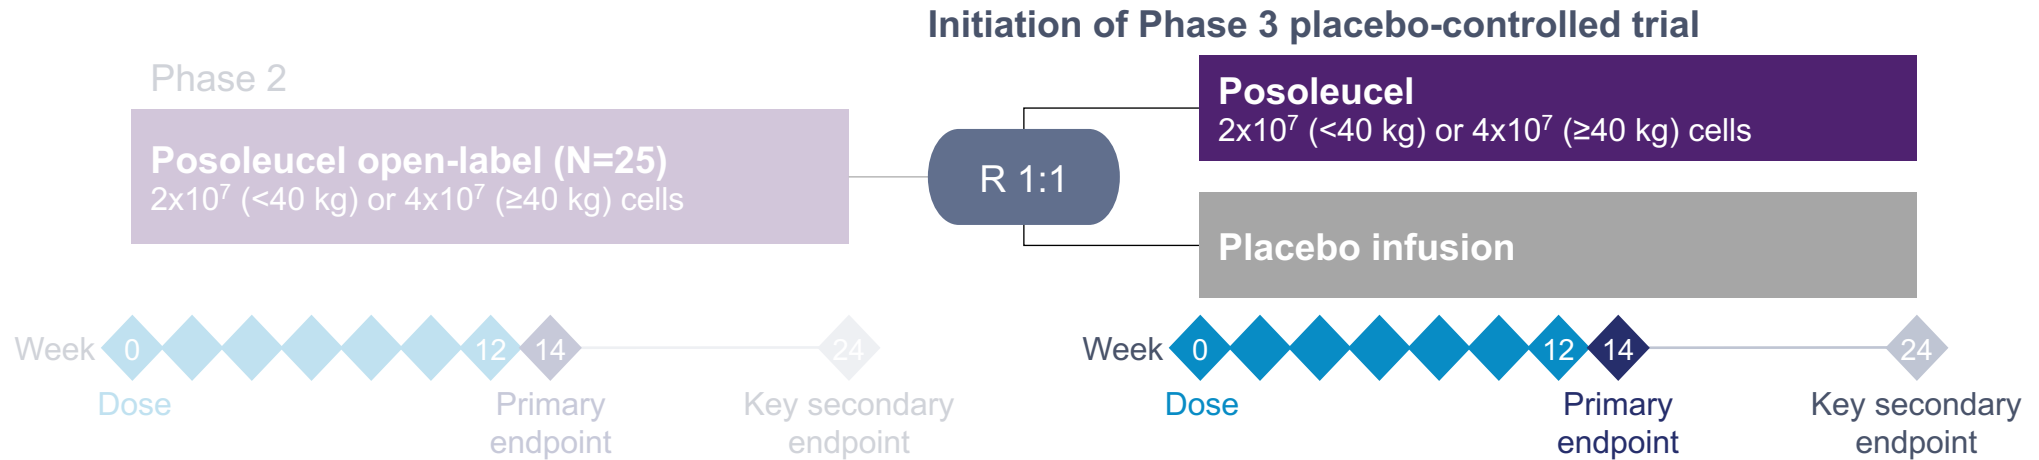 Initiation of Phase 3 placebo-controlled trial
Phase 2
Posoleucel open-label (N=25)
2x10⁷ (<40 kg) or 4x10⁷ (≥40 kg) cells
R 1:1
Posoleucel
2x10⁷ (<40 kg) or 4x10⁷ (≥40 kg) cells
Placebo infusion
Week 0 12 14 24
Dose
Primary
endpoint
Key secondary
endpoint
Week 0 12 14 24
Dose
Primary
endpoint
Key secondary
endpoint